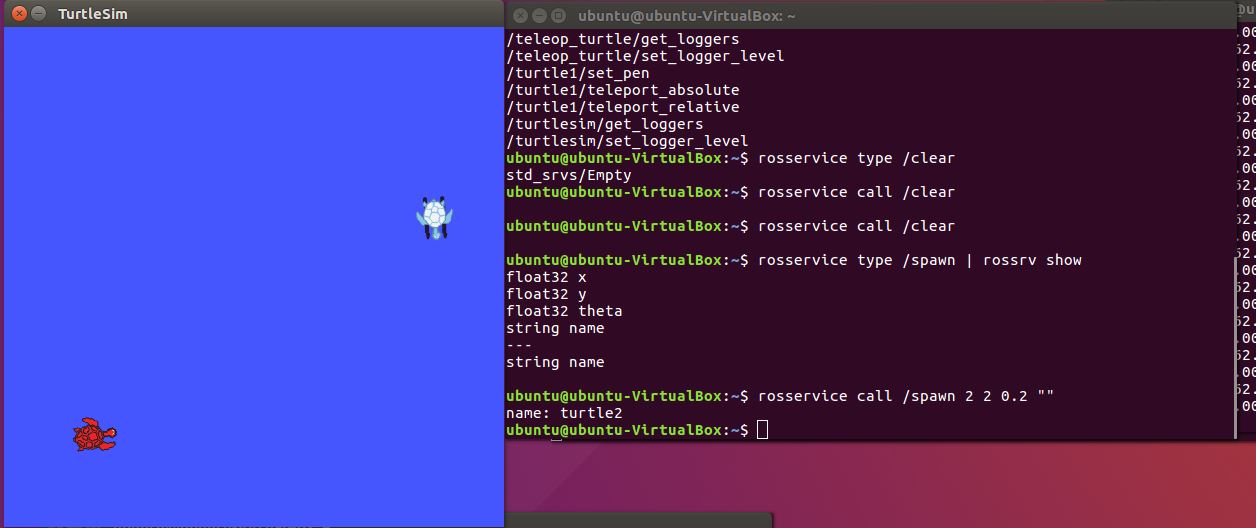 TurtleSim
ubuntu@ubuntu-VirtualBox: ~
/teleop_turtle/get_loggers
/teleop_turtle/set_logger_level
/turtle1/set_pen
/turtle1/teleport_absolute
/turtle1/teleport_relative
/turtlesim/get_loggers
/turtlesim/set_logger_level
ubuntu@ubuntu-VirtualBox:~$ rosservice type /clear
std_srvs/Empty
ubuntu@ubuntu-VirtualBox:~$ rosservice call /clear
ubuntu@ubuntu-VirtualBox:~$ rosservice call /clear
ubuntu@ubuntu-VirtualBox:~$ rosservice type /spawn | rossrv show
float32 x
float32 y
float32 theta
string name
---
string name
ubuntu@ubuntu-VirtualBox:~$ rosservice call /spawn 2 2 0.2 ""
name: turtle2
ubuntu@ubuntu-VirtualBox:~$